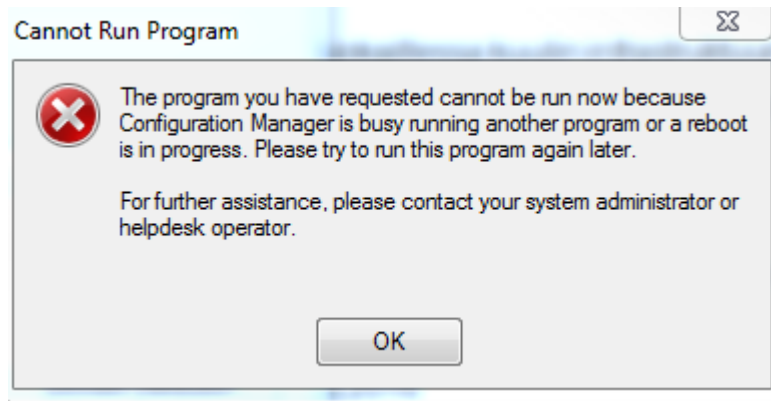 Cannot Run Program
The program you have requested cannot be run now because
Configuration Manager is busy running another program or a reboot
is in progress. Please try to run this program again later.
For further assistance, please contact your system administrator or
helpdesk operator.
OK